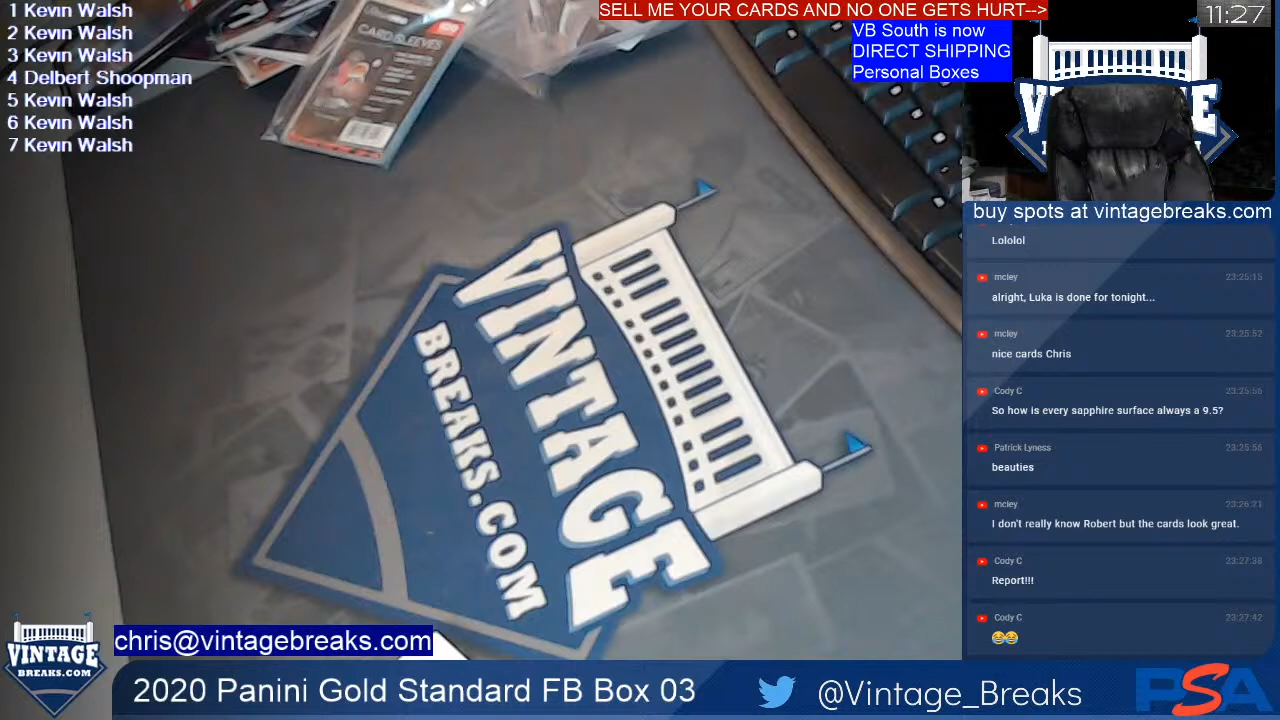 1 Kevin Walsh
2 Kevin Walsh
3 Kevin Walsh
4 Delbert Shoopman
5 Kevin Walsh
6 Kevin Walsh
7 Kevin Walsh
CARD SLEEVES
SELL ME YOUR CARDS AND NO ONE GETS HURT-->
VB South is now
DIRECT SHIPPING
Personal Boxes
11:27
buy spots at vintagebreaks.com
Lololol
mcley 23:25:15
alright, Luka is done for tonight...
mcley 23:25:52
nice cards Chris
Cody C 23:25:56
So how is every sapphire surface always a 9.5?
Patrick Lyness 23:25:56
beauties
mcley 23:26:21
I don't really know Robert but the cards look great.
Cody C 23:27:38
Report!!!
Cody C 23:27:42
😂😂
VINTAGE
BREAKS.COM
chris@vintagebreaks.com
VINTAGE
BREAKS.COM
2020 Panini Gold Standard FB Box 03
@Vintage_Breaks
PSA